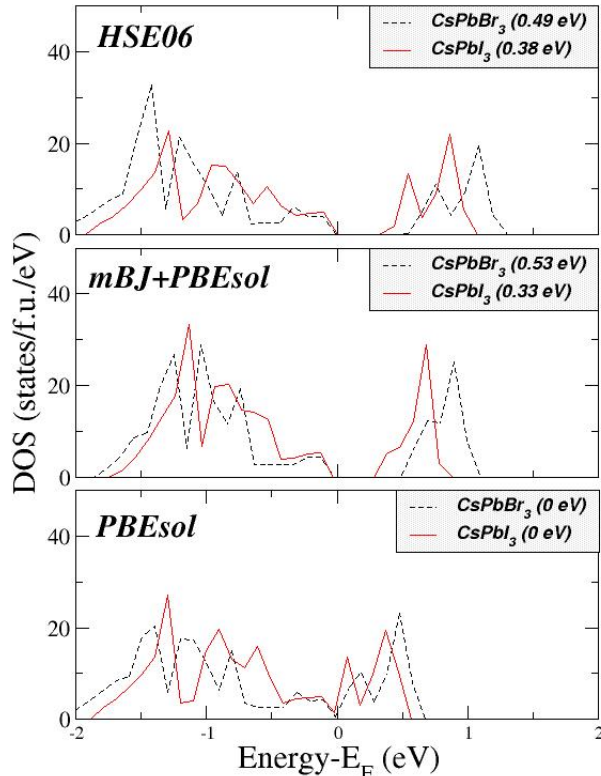 HSE06
CsPbBr3 (0.49 eV)
CsPbI3 (0.38 eV)
40
20
0
mBJ+PBEsol
CsPbBr3 (0.53 eV)
CsPbI3 (0.33 eV)
40
20
0
DOS (states/f.u./eV)
PBEsol
CsPbBr3 (0 eV)
CsPbI3 (0 eV)
40
20
0
-2 -1 0 1 2
Energy-EF (eV)